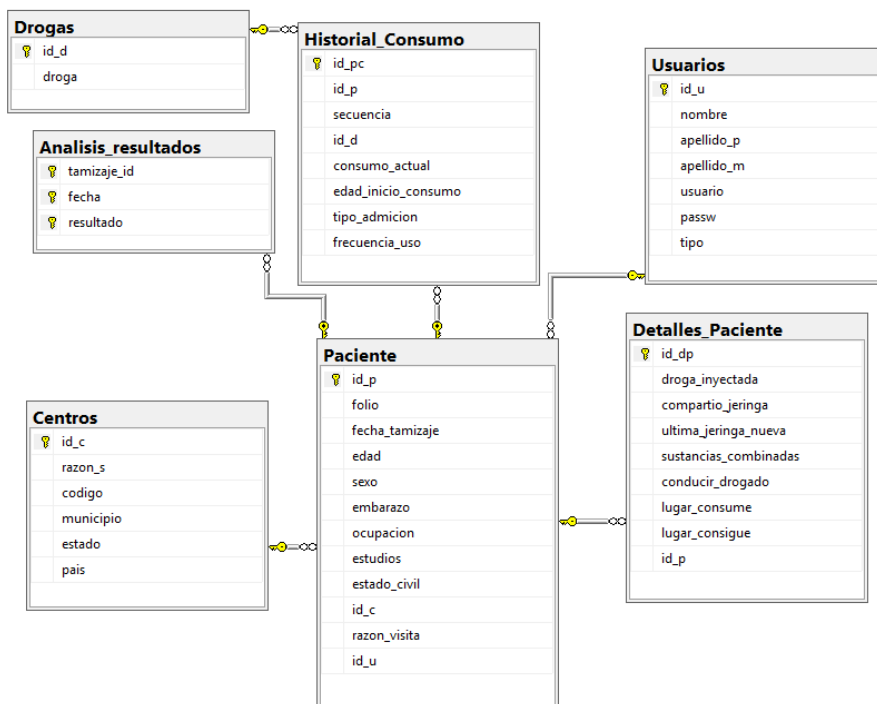 Drogas
id_d
droga
Historial_Consumo
id_pc
id_p
secuencia
id_d
consumo_actual
edad_inicio_consumo
tipo_admicion
frecuencia_uso
Usuarios
id_u
nombre
apellido_p
apellido_m
usuario
passw
tipo
Analisis_resultados
tamizaje_id
fecha
resultado
Paciente
id_p
folio
fecha_tamizaje
edad
sexo
embarazo
ocupacion
estudios
estado_civil
id_c
razon_visita
id_u
Detalles_Paciente
id_dp
droga_inyectada
compartio_jeringa
ultima_jeringa_nueva
sustancias_combinadas
conducir_drogado
lugar_consume
lugar_consigue
id_p
Centros
id_c
razon_s
codigo
municipio
estado
pais